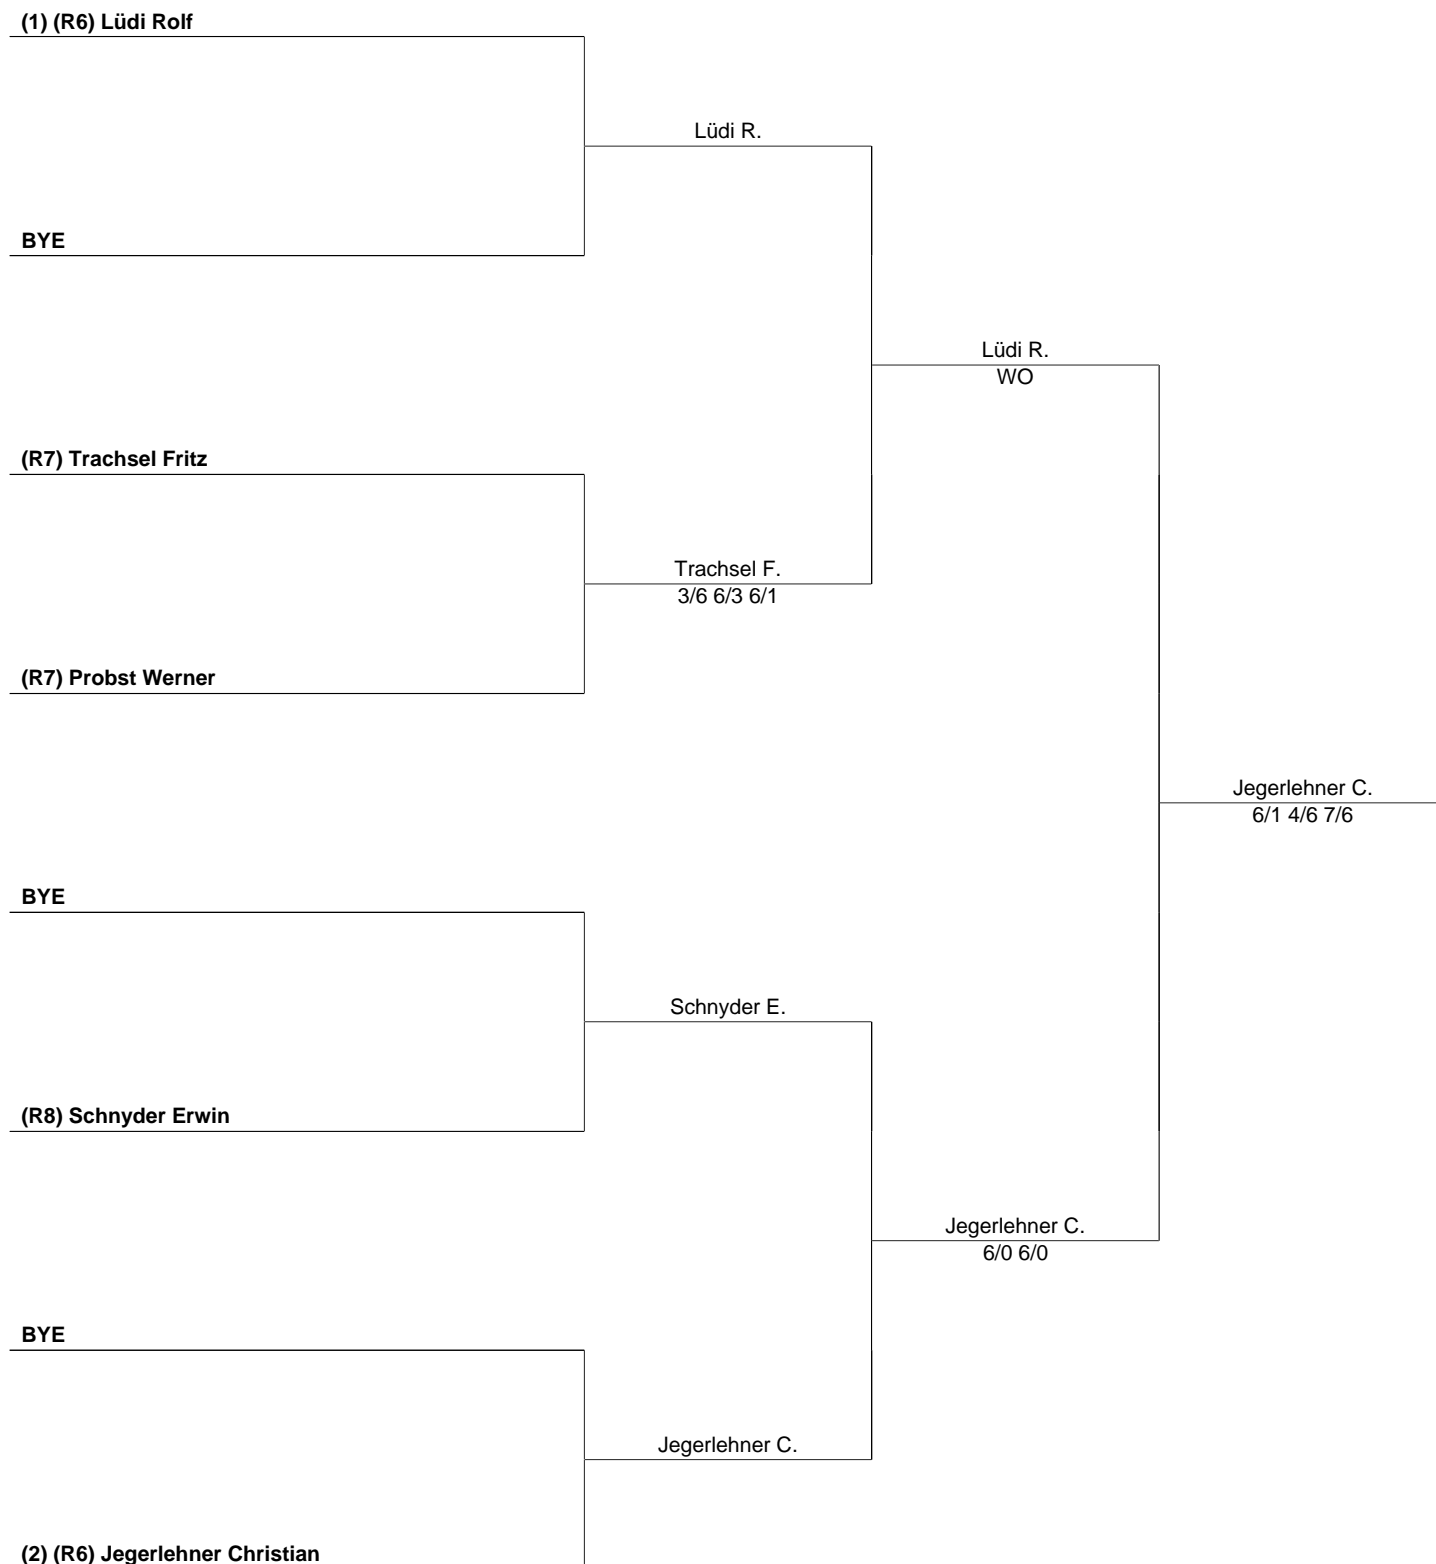 (1) (R6) Lüdi Rolf
Lüdi R.
BYE
Lüdi R.
WO
(R7) Trachsel Fritz
Trachsel F.
3/6 6/3 6/1
(R7) Probst Werner
Jegerlehner C.
6/1 4/6 7/6
BYE
Schnyder E.
(R8) Schnyder Erwin
Jegerlehner C.
6/0 6/0
BYE
Jegerlehner C.
(2) (R6) Jegerlehner Christian